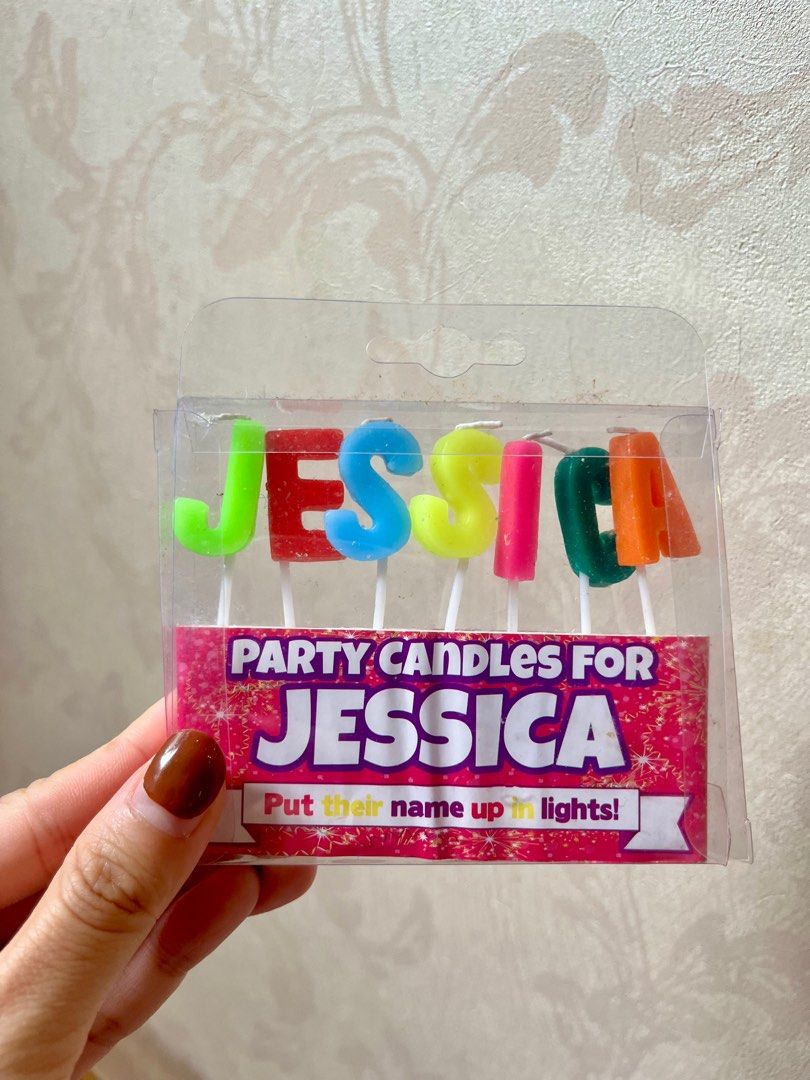 JESSICA
PARTY CANDLES FOR
JESSICA
Put their name up in lights!